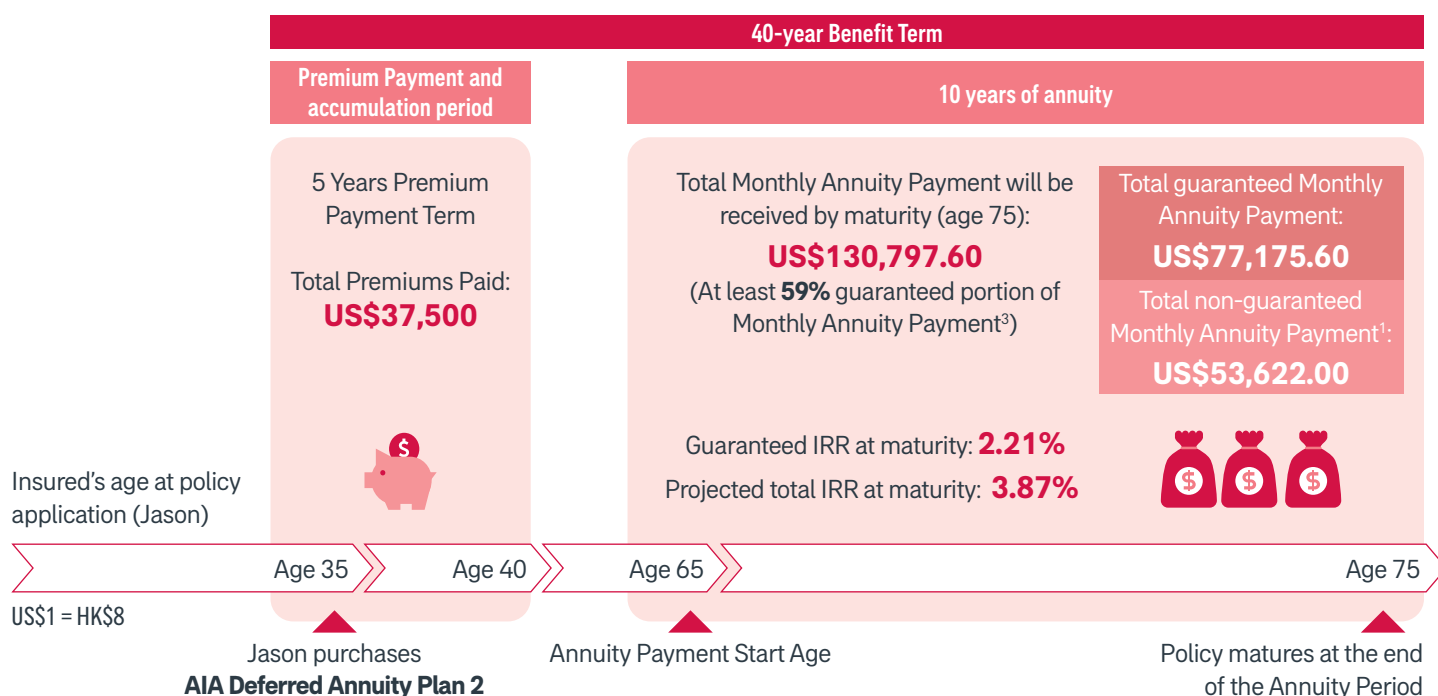 40-year Benefit Term
Premium Payment and
accumulation period
10 years of annuity
5 Years Premium
Payment Term
Total Premiums Paid:
US$37,500
Total Monthly Annuity Payment will be
received by maturity (age 75):
US$130,797.60
(At least 59% guaranteed portion of
Monthly Annuity Payment³)
Total guaranteed Monthly
Annuity Payment:
US$77,175.60
Total non-guaranteed
Monthly Annuity Payment¹:
US$53,622.00
$
Guaranteed IRR at maturity: 2.21%
Projected total IRR at maturity: 3.87%
$ $ $
Insured's age at policy
application (Jason)
Age 35 Age 40 Age 65 Age 75
US$1 = HK$8
Jason purchases
AIA Deferred Annuity Plan 2
Annuity Payment Start Age
Policy matures at the end
of the Annuity Period